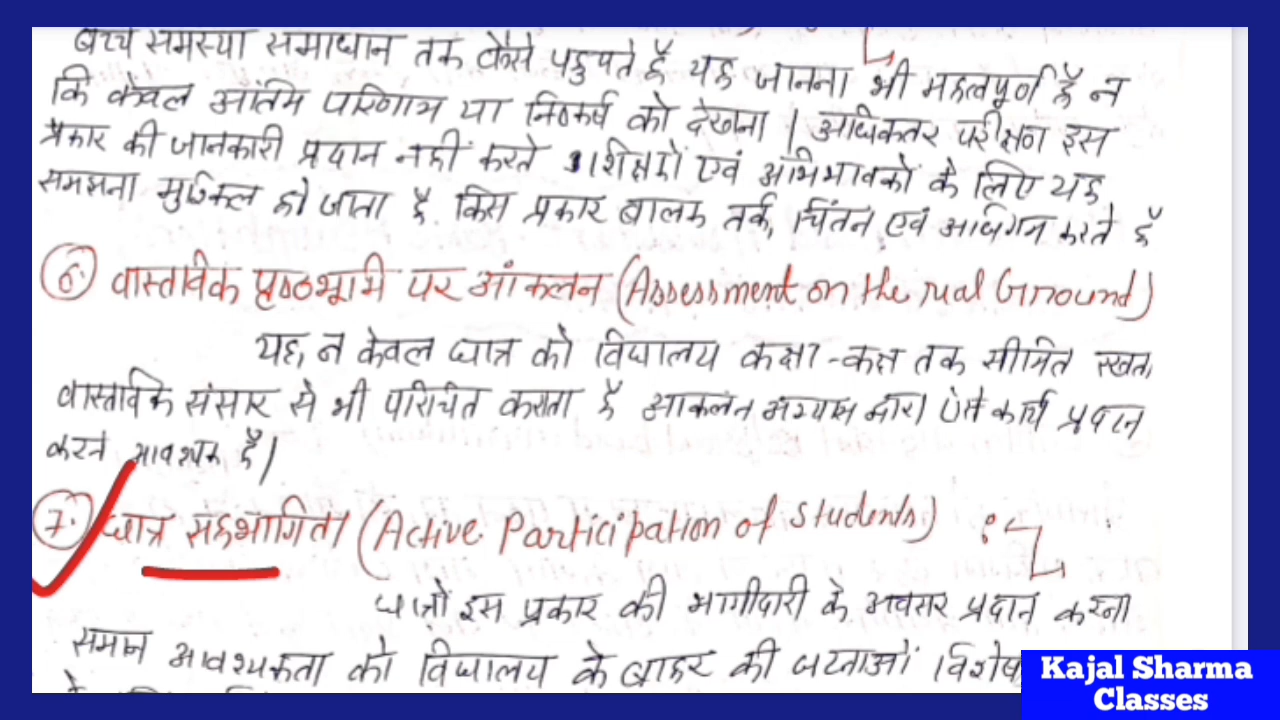 बच्चे समस्या समाधान तक कैसे पहुचते है यह जानना भी महत्वपूर्ण है न
कि केवल अंतिम परिणाम या निष्कर्ष को देखना। अधिकतर परीक्षण इस
प्रकार की जानकारी प्रदान नहीं करते शिक्षकों एवं अभिभावकों के लिए यह
समझना मुश्किल हो जाता है किस प्रकार बालक तर्क, चिंतन एवं अधिगम करते है
6. वास्तविक पृष्ठभूमि पर आंकलन (Assessment on the real Ground)
यह, न केवल छात्र को विद्यालय कक्षा-कक्ष तक सीमित रखता,
वास्तविक संसार से भी परिचित कराता है आकलन अभ्यास द्वारा ऐसे कार्य प्रदान
करने आवश्यक है।
7. छात्र सहभागिता (Active Participation of students) :-
छात्रों इस प्रकार की भागीदारी के अवसर प्रदान करना
समान आवश्यकता को विद्यालय के बाहर की घटनाओं विशेष
Kajal Sharma
Classes